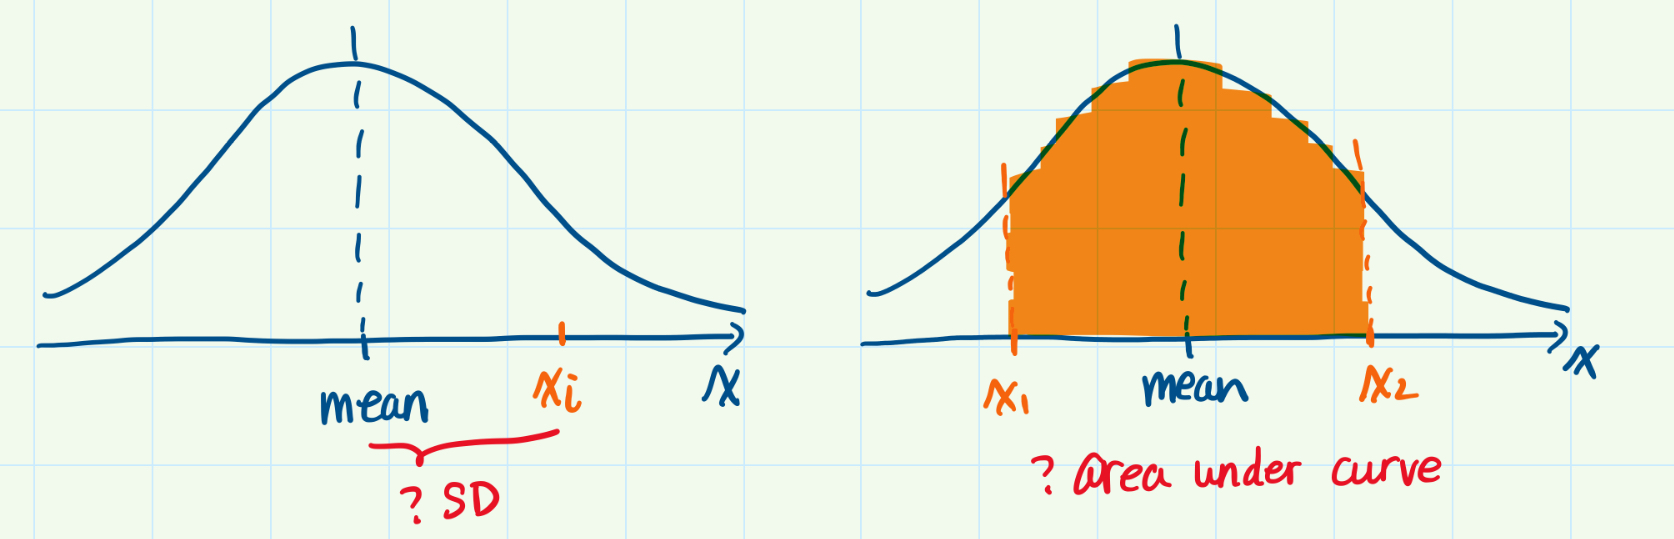 mean
xi
x
? SD
x1
mean
x2
x
? area under curve